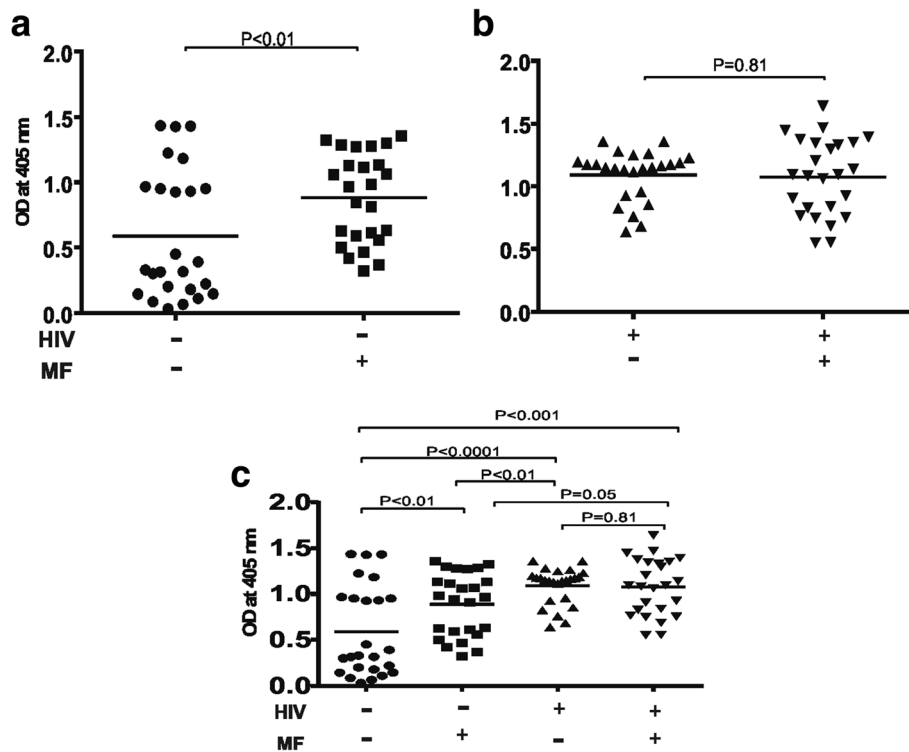 a
P<0.01
2.0
1.5
1.0
0.5
0.0
OD at 405 nm
HIV - -
MF - +
b
P=0.81
2.0
1.5
1.0
0.5
0.0
+ +
- +
c
P<0.001
P<0.0001
P<0.01
P<0.01
P=0.05
P=0.81
2.0
1.5
1.0
0.5
0.0
OD at 405 nm
HIV - - + +
MF - + - +